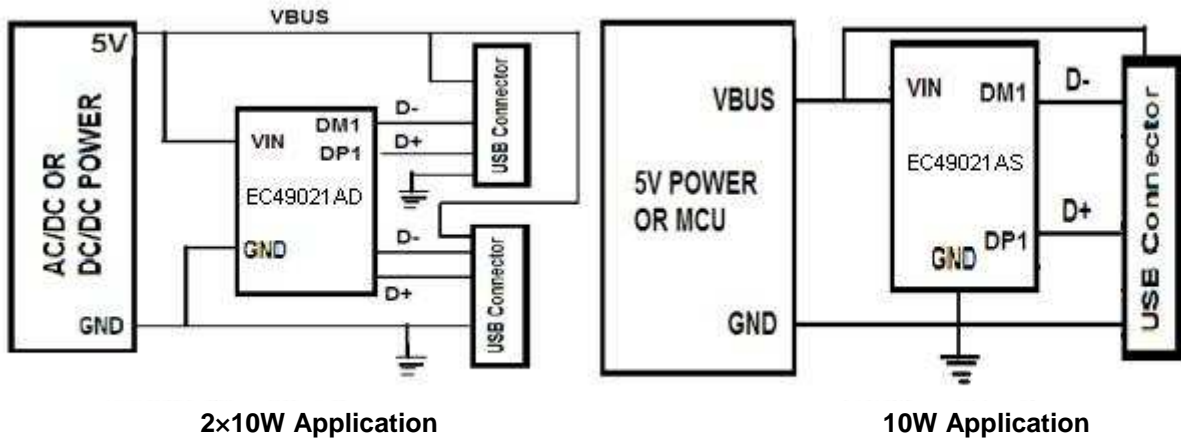 VBUS
5V
AC/DC OR
DC/DC POWER
GND
VIN
DM1
DP1
EC49021AD
GND
D-
D+
D-
D+
USB Connector
USB Connector
2×10W Application
VBUS
5V POWER
OR MCU
GND
VIN
DM1
EC49021AS
DP1
GND
D-
D+
USB Connector
10W Application